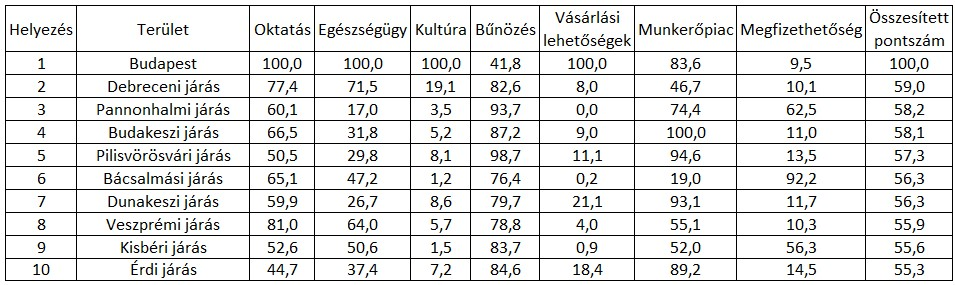 Helyezés Terület Oktatás Egészségügy Kultúra Bűnözés Vásárlási lehetőségek Munkerőpiac Megfizethetőség Összesített pontszám
1 Budapest 100,0 100,0 100,0 41,8 100,0 83,6 9,5 100,0
2 Debreceni járás 77,4 71,5 19,1 82,6 8,0 46,7 10,1 59,0
3 Pannonhalmi járás 60,1 17,0 3,5 93,7 0,0 74,4 62,5 58,2
4 Budakeszi járás 66,5 31,8 5,2 87,2 9,0 100,0 11,0 58,1
5 Pilisvörösvári járás 50,5 29,8 8,1 98,7 11,1 94,6 13,5 57,3
6 Bácsalmási járás 65,1 47,2 1,2 76,4 0,2 19,0 92,2 56,3
7 Dunakeszi járás 59,9 26,7 8,6 79,7 21,1 93,1 11,7 56,3
8 Veszprémi járás 81,0 64,0 5,7 78,8 4,0 55,1 10,3 55,9
9 Kisbéri járás 52,6 50,6 1,5 83,7 0,9 52,0 56,3 55,6
10 Érdi járás 44,7 37,4 7,2 84,6 18,4 89,2 14,5 55,3